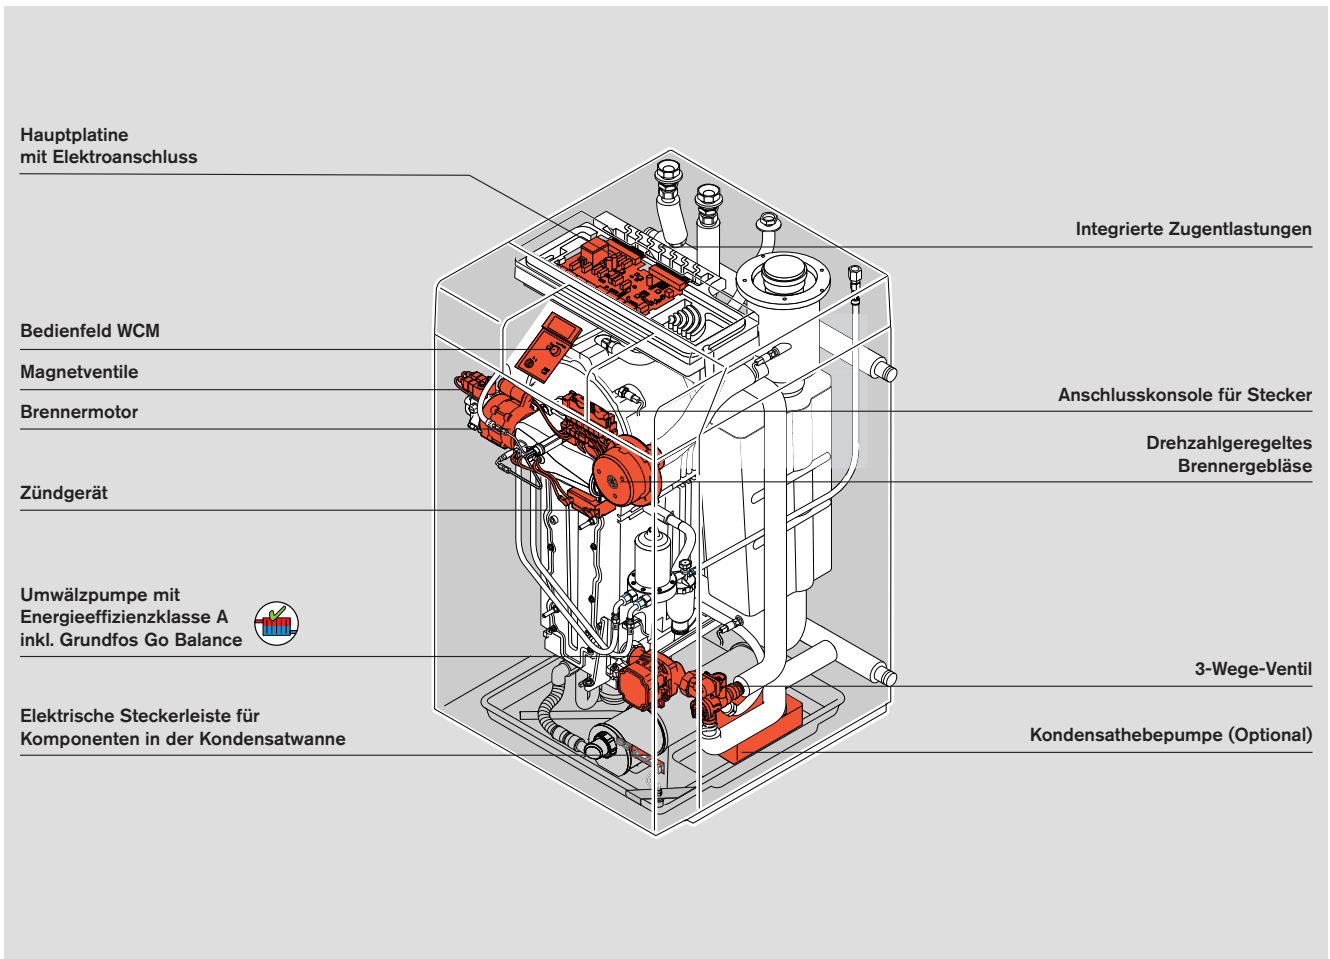 Hauptplatine
mit Elektroanschluss
Bedienfeld WCM
Magnetventile
Brennermotor
Zündgerät
Umwälzpumpe mit
Energieeffizienzklasse A
inkl. Grundfos Go Balance
Elektrische Steckerleiste für
Komponenten in der Kondensatwanne
Integrierte Zugentlastungen
Anschlusskonsole für Stecker
Drehzahlgeregeltes
Brennergebläse
3-Wege-Ventil
Kondensathebepumpe (Optional)